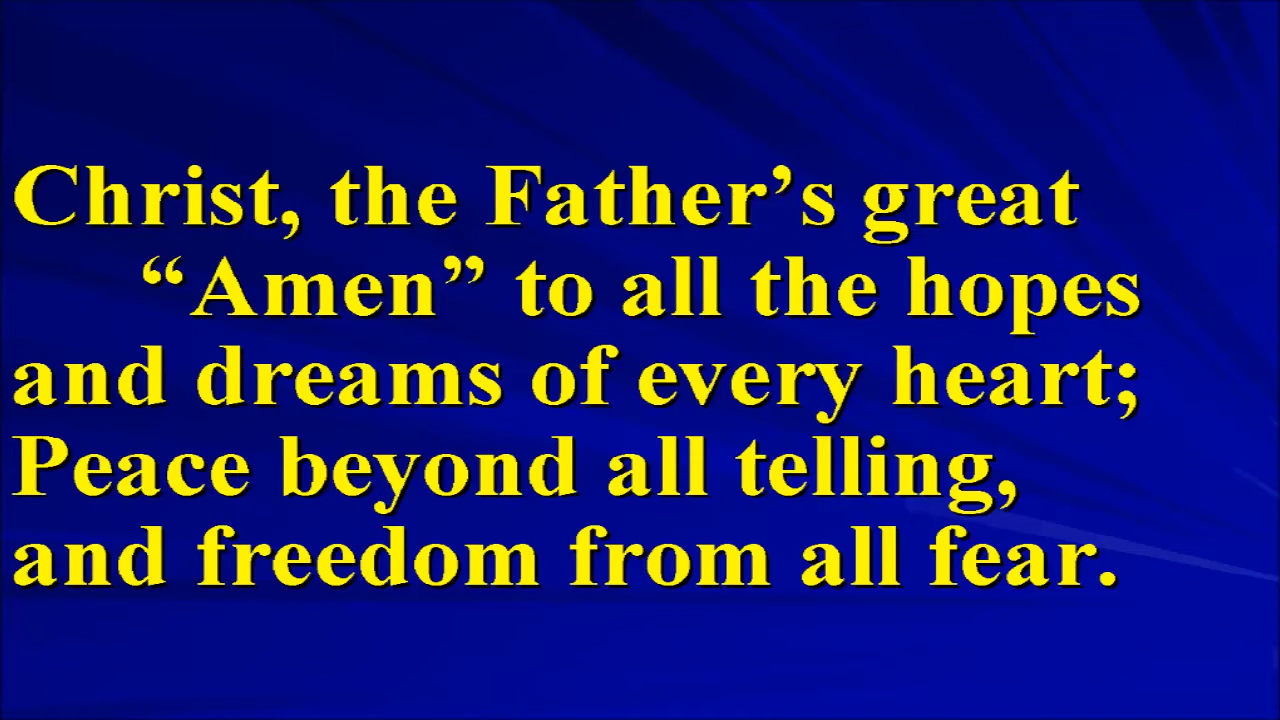 Christ, the Father’s great
“Amen” to all the hopes
and dreams of every heart;
Peace beyond all telling,
and freedom from all fear.